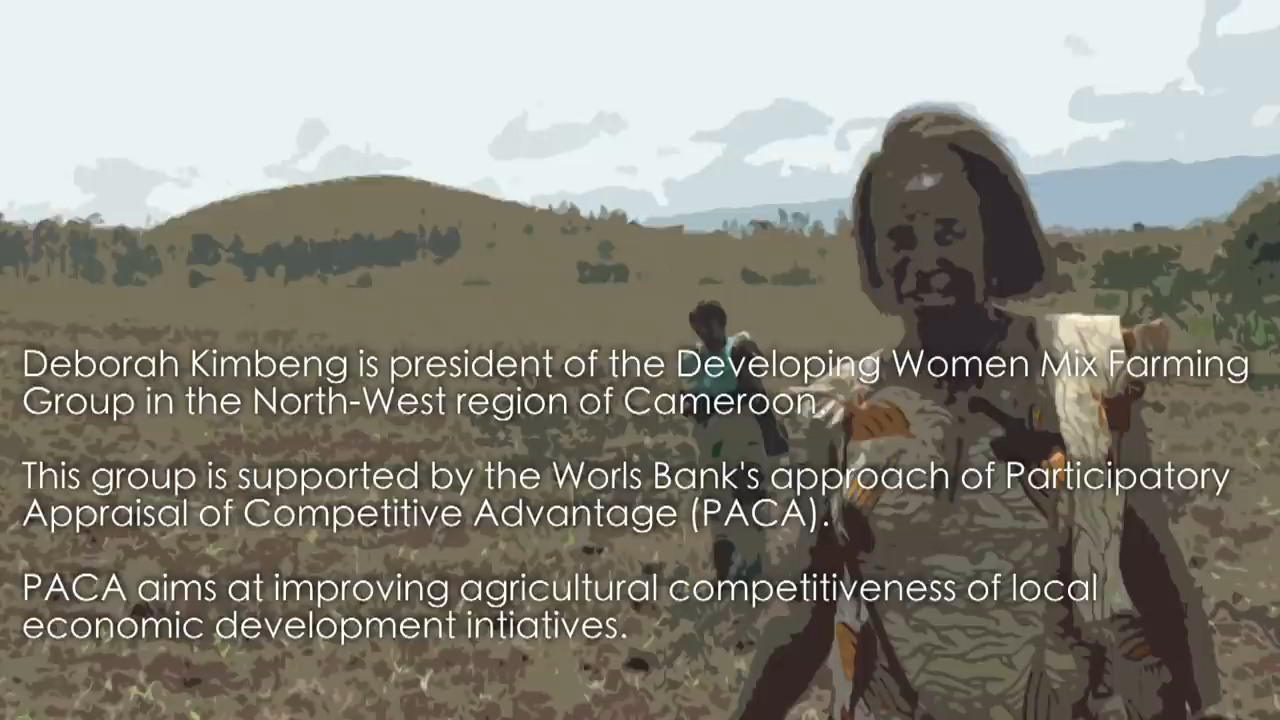 Deborah Kimbeng is president of the Developing Women Mix Farming
Group in the North-West region of Cameroon.
This group is supported by the Worls Bank's approach of Participatory
Appraisal of Competitive Advantage (PACA).
PACA aims at improving agricultural competitiveness of local
economic development intiatives.